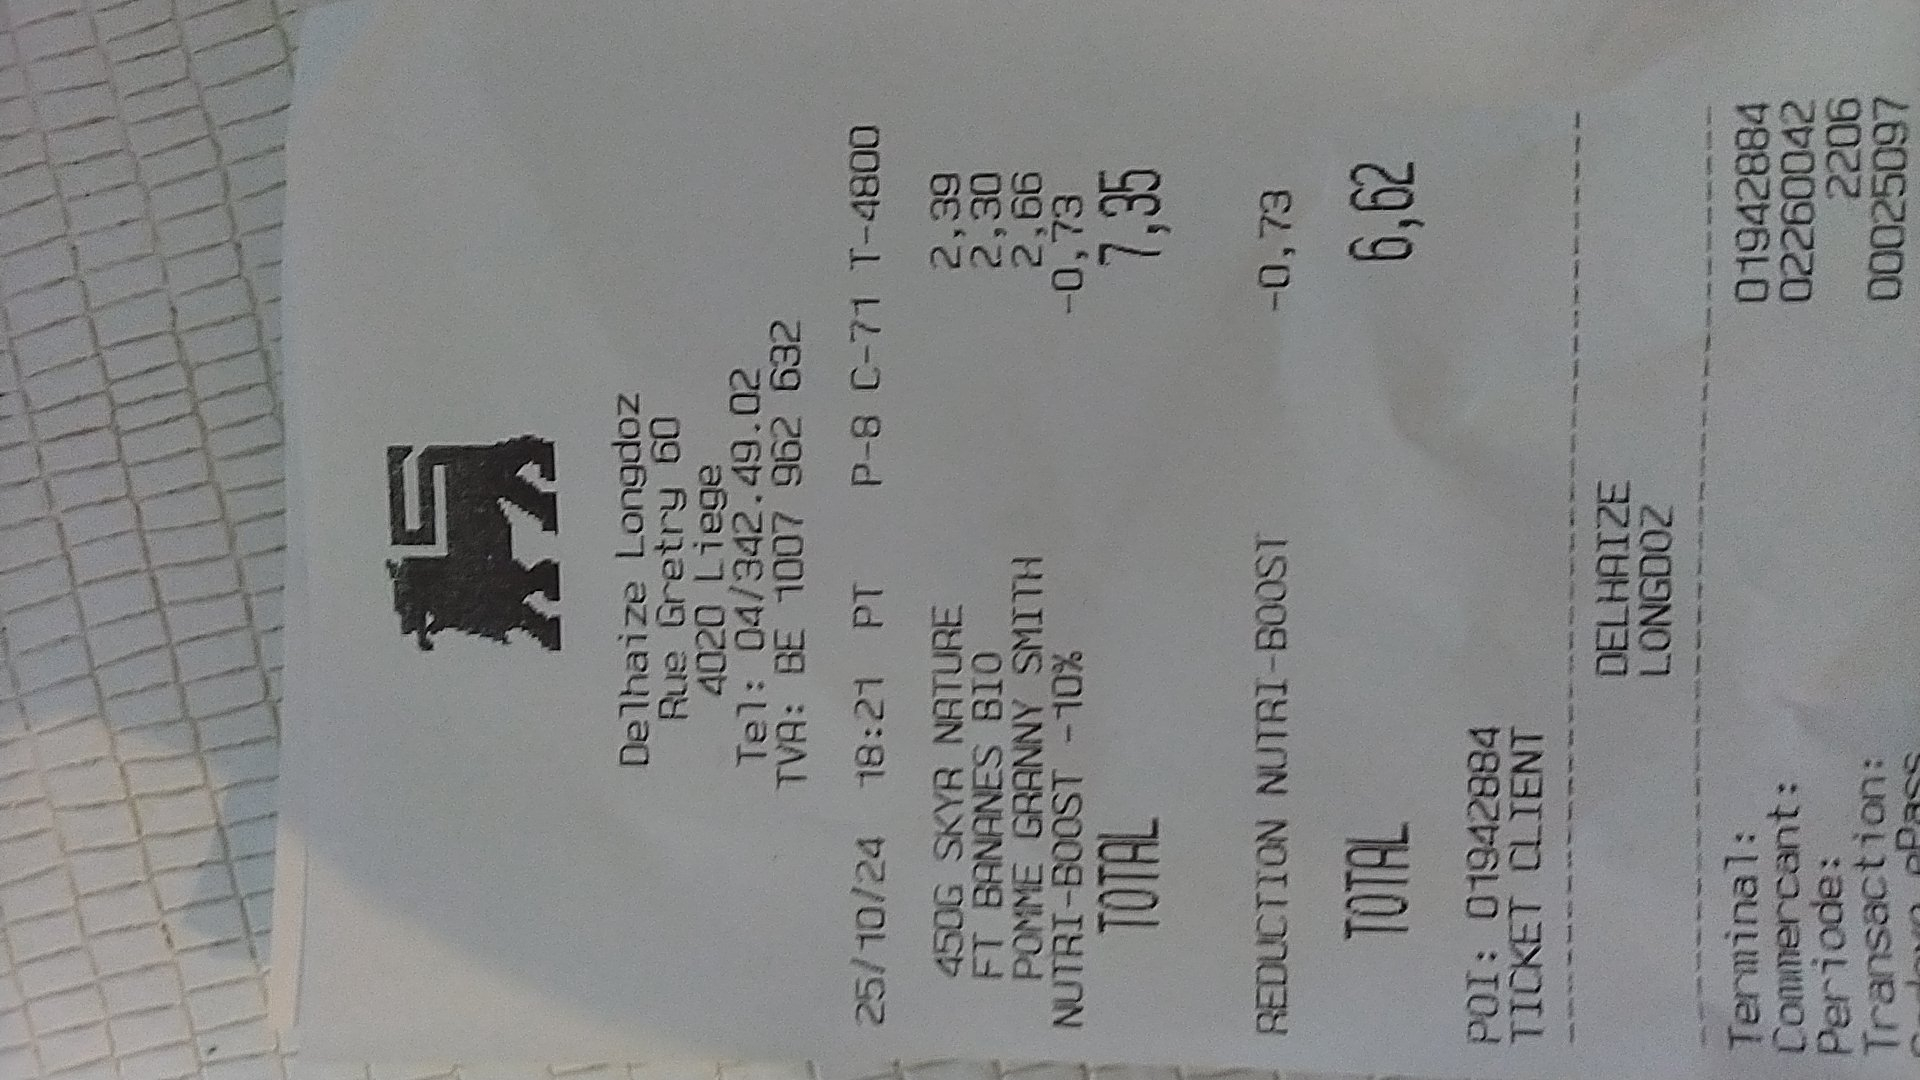 Delhaize Longdoz
Rue Gretry 60
4020 Liege
Tel: 04/342.49.02
TVA: BE 1007 962 632
25/10/24 18:21 PT P-8 C-71 T-4800
450G SKYR NATURE 2,39
FT BANANES BIO 2,30
POMME GRANNY SMITH 2,66
NUTRI-BOOST -10% -0,73
TOTAL 7,35
REDUCTION NUTRI-BOOST -0,73
TOTAL 6,62
POI: 01942884
TICKET CLIENT
DELHAIZE
LONGDOZ
Terminal: 01942884
Commercant: 02260042
Periode: 2206
Transaction: 00025097
ePass